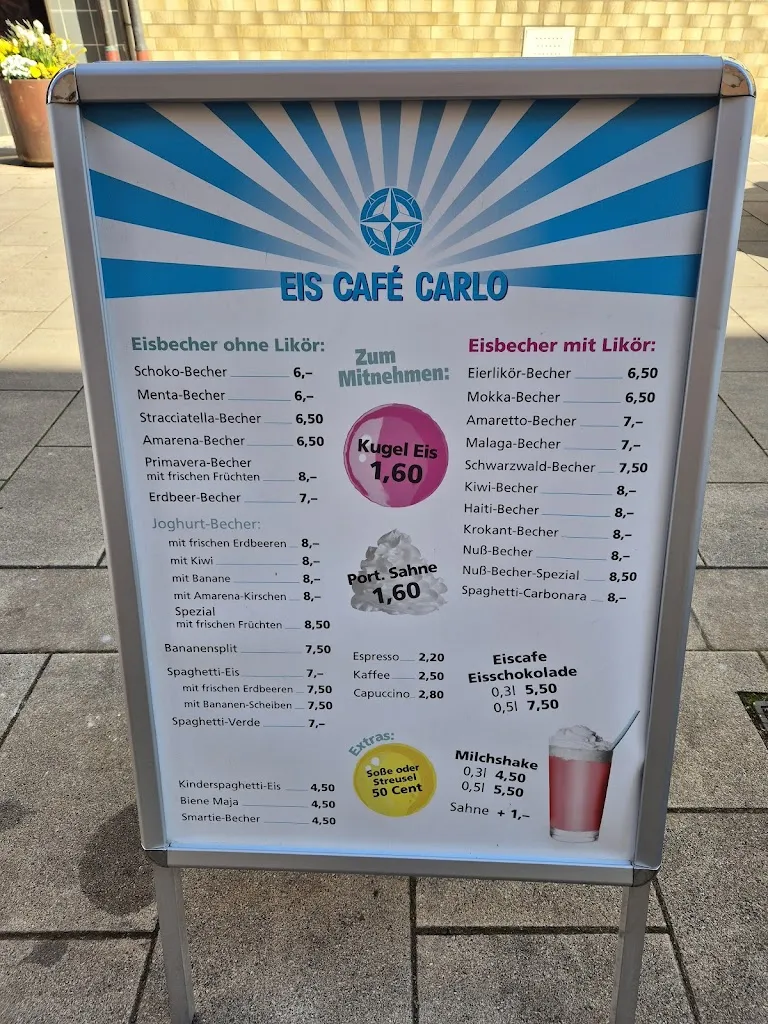 EIS CAFÉ CARLO
Eisbecher ohne Likör:
Schoko-Becher 6,–
Menta-Becher 6,–
Stracciatella-Becher 6,50
Amarena-Becher 6,50
Primavera-Becher
mit frischen Früchten 8,–
Erdbeer-Becher 7,–
Joghurt-Becher:
mit frischen Erdbeeren 8,–
mit Kiwi 8,–
mit Banane 8,–
mit Amarena-Kirschen 8,–
Spezial
mit frischen Früchten 8,50
Bananensplit 7,50
Spaghetti-Eis 7,–
mit frischen Erdbeeren 7,50
mit Bananen-Scheiben 7,50
Spaghetti-Verde 7,–
Kinderspaghetti-Eis 4,50
Biene Maja 4,50
Smartie-Becher 4,50
Zum
Mitnehmen:
Kugel Eis
1,60
Port. Sahne
1,60
Espresso 2,20
Kaffee 2,50
Capuccino 2,80
Extras:
Soße oder
Streusel
50 Cent
Eisbecher mit Likör:
Eierlikör-Becher 6,50
Mokka-Becher 6,50
Amaretto-Becher 7,–
Malaga-Becher 7,–
Schwarzwald-Becher 7,50
Kiwi-Becher 8,–
Haiti-Becher 8,–
Krokant-Becher 8,–
Nuß-Becher 8,–
Nuß-Becher-Spezial 8,50
Spaghetti-Carbonara 8,–
Eiscafe
Eisschokolade
0,3l 5,50
0,5l 7,50
Milchshake
0,3l 4,50
0,5l 5,50
Sahne + 1,–